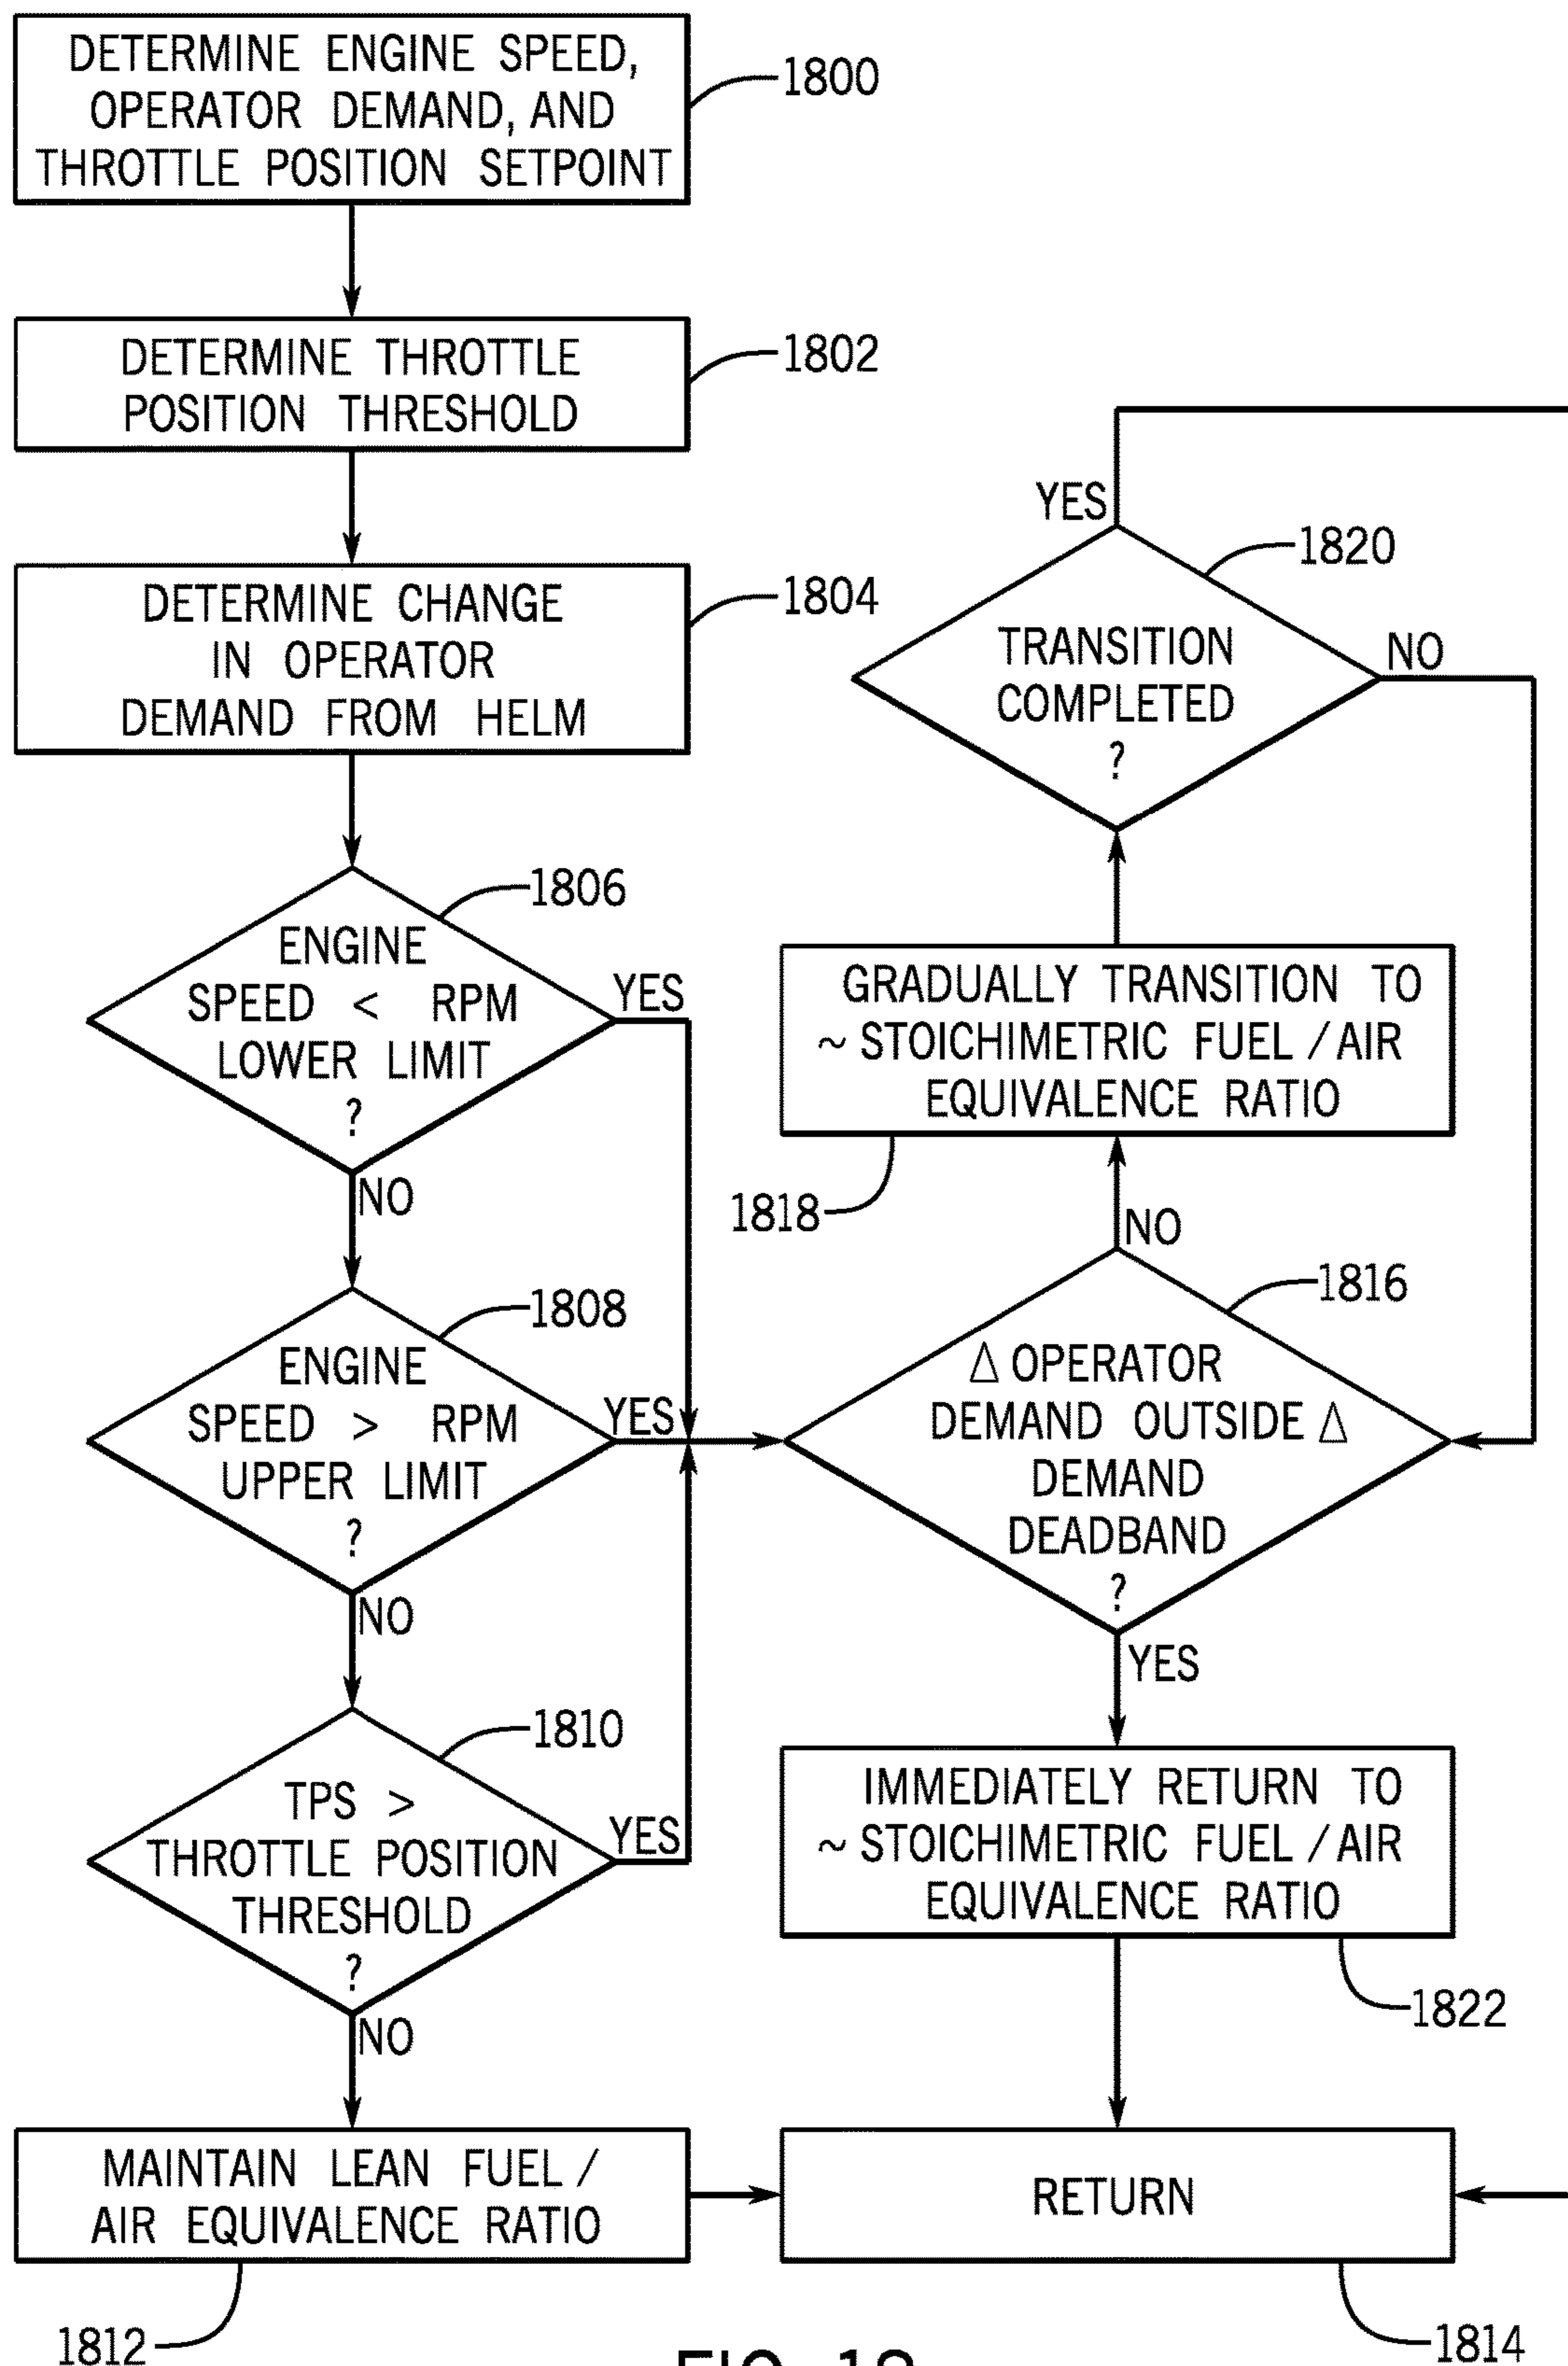 DETERMINE ENGINE SPEED,
OPERATOR DEMAND, AND
THROTTLE POSITION SETPOINT
1800
DETERMINE THROTTLE
POSITION THRESHOLD
1802
DETERMINE CHANGE
IN OPERATOR
DEMAND FROM HELM
1804
ENGINE
SPEED < RPM
LOWER LIMIT
?
1806
YES
NO
ENGINE
SPEED > RPM
UPPER LIMIT
?
1808
YES
NO
TPS >
THROTTLE POSITION
THRESHOLD
?
1810
YES
NO
MAINTAIN LEAN FUEL /
AIR EQUIVALENCE RATIO
1812
YES
1820
TRANSITION
COMPLETED
?
NO
GRADUALLY TRANSITION TO
~ STOICHIMETRIC FUEL / AIR
EQUIVALENCE RATIO
1818
NO
1816
Δ OPERATOR
DEMAND OUTSIDE Δ
DEMAND
DEADBAND
?
YES
IMMEDIATELY RETURN TO
~ STOICHIMETRIC FUEL / AIR
EQUIVALENCE RATIO
1822
RETURN
1814